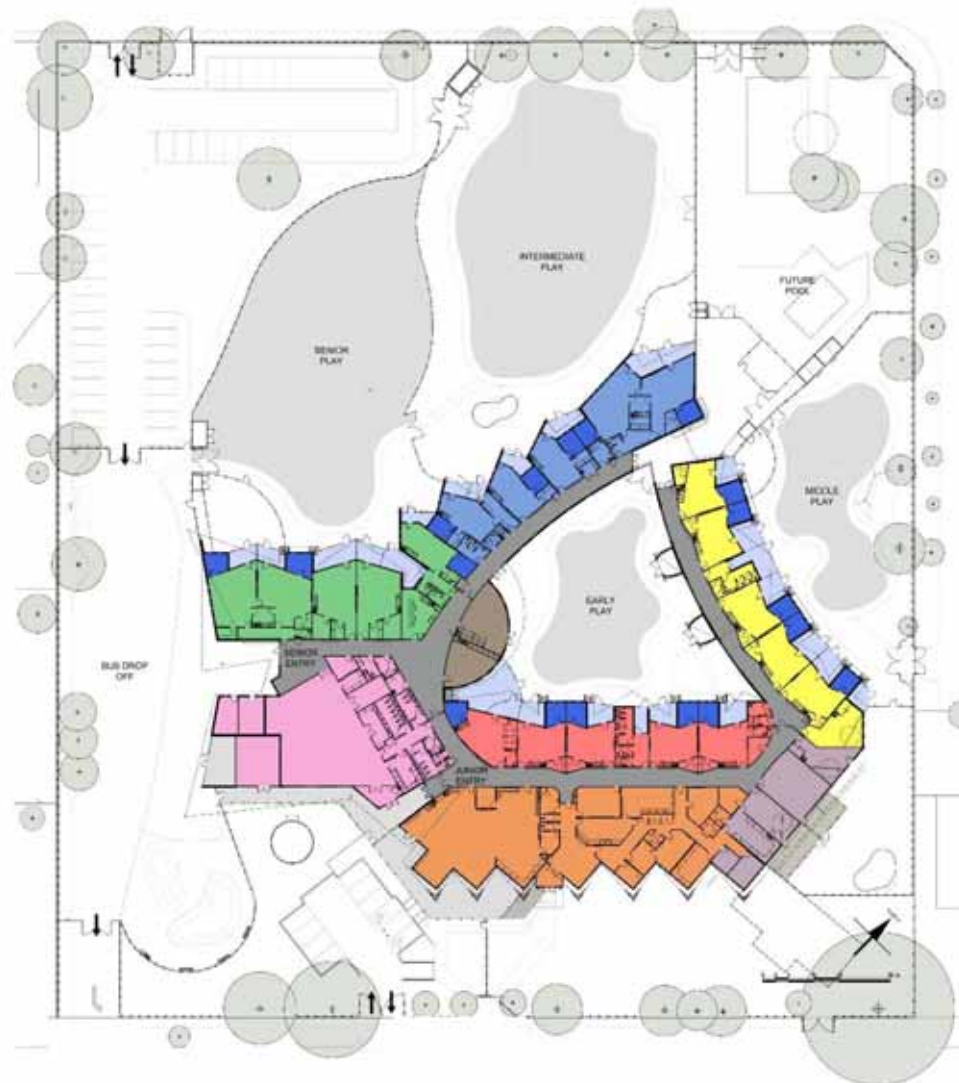 INTERMEDIATE
PLAY
FUTURE
POOL
SENIOR
PLAY
MIDDLE
PLAY
EARLY
PLAY
SENIOR
ENTRY
BUS DROP
OFF
JUNIOR
ENTRY